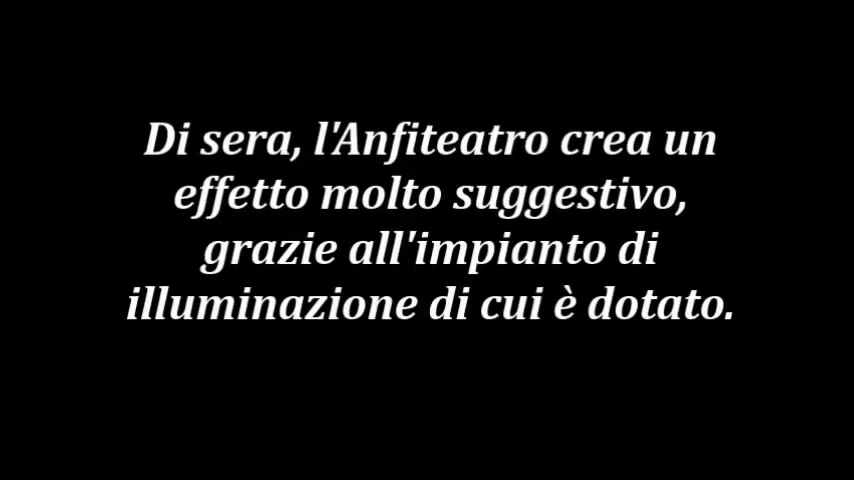 Di sera, l'Anfiteatro crea un
effetto molto suggestivo,
grazie all'impianto di
illuminazione di cui è dotato.